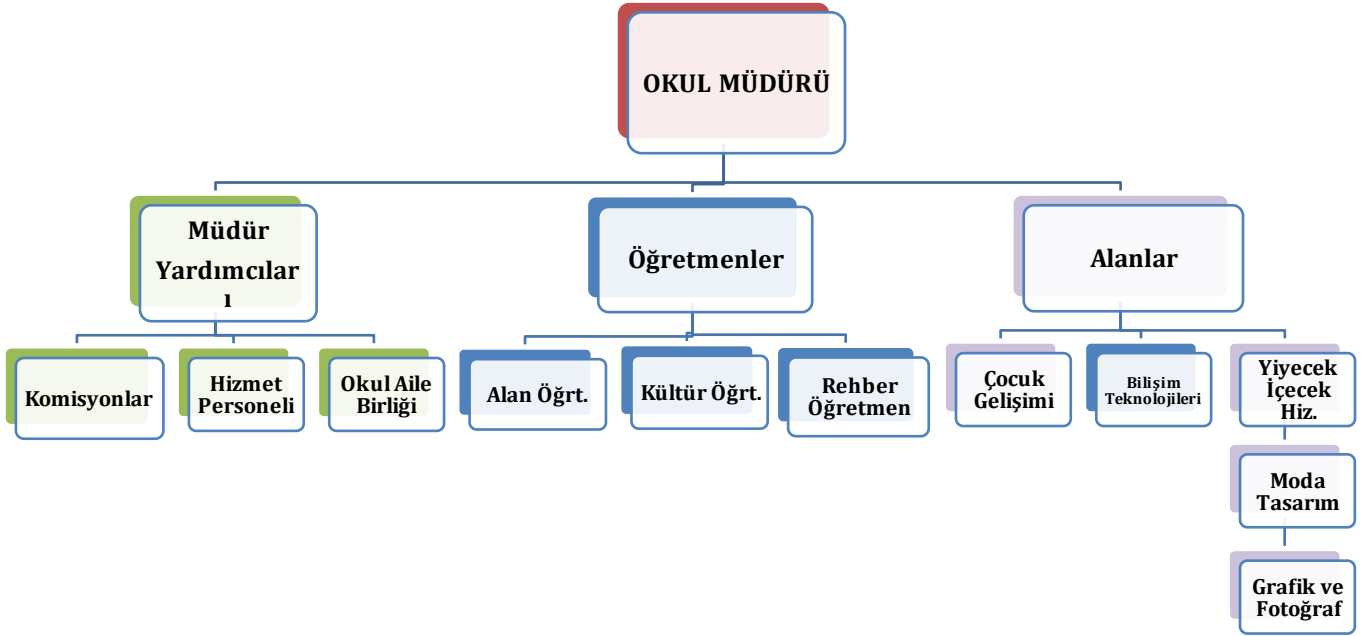 OKUL MÜDÜRÜ
Müdür
Yardımcılar
ı
Öğretmenler
Alanlar
Komisyonlar
Hizmet
Personeli
Okul Aile
Birliği
Alan Öğrt.
Kültür Öğrt.
Rehber
Öğretmen
Çocuk
Gelişimi
Bilişim
Teknolojileri
Yiyecek
İçecek
Hiz.
Moda
Tasarım
Grafik ve
Fotoğraf